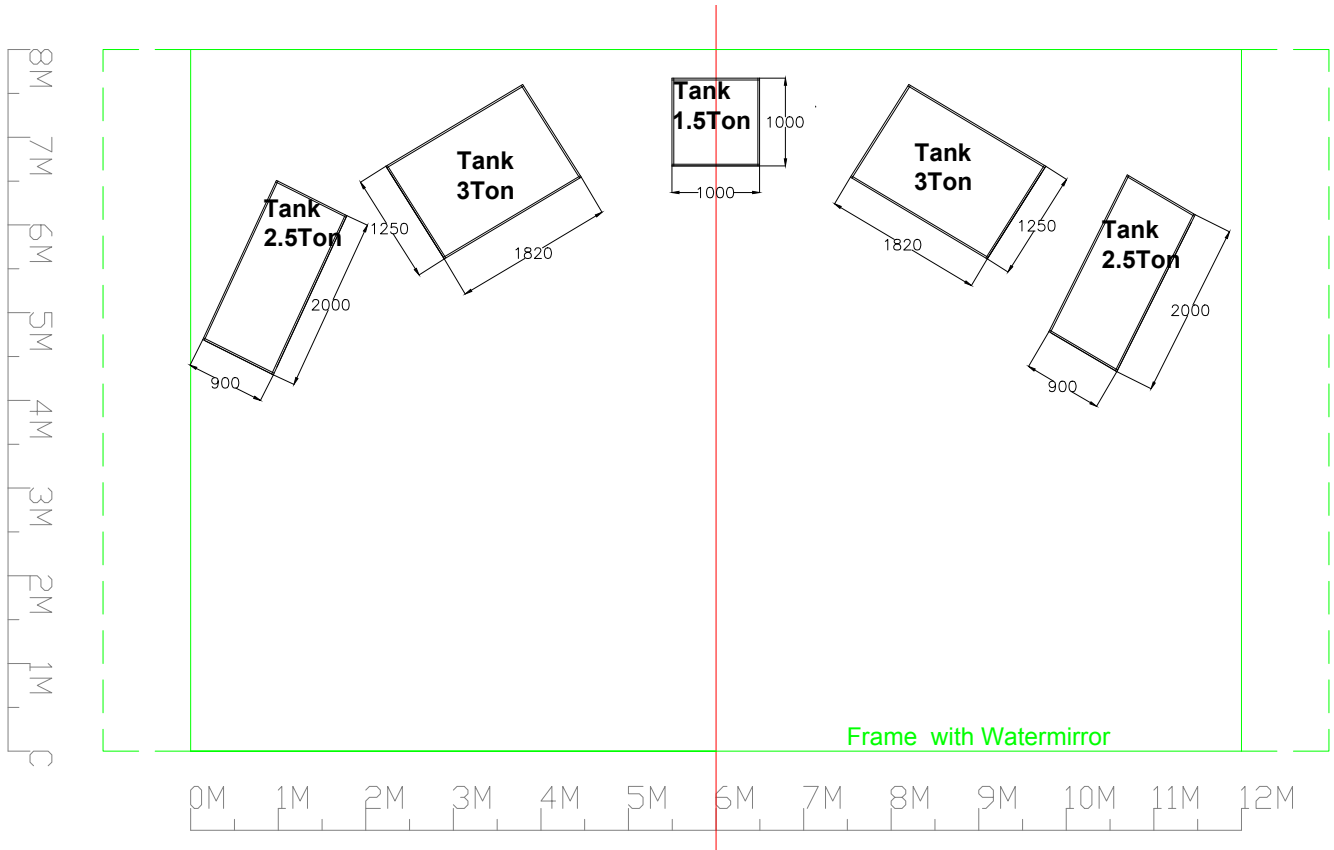 8M
7M
6M
5M
4M
3M
2M
1M
C
Tank
2.5Ton
900
2000
Tank
3Ton
1250
1820
Tank
1.5Ton
1000
1000
Tank
3Ton
1820
1250
Tank
2.5Ton
900
2000
Frame with Watermirror
0M 1M 2M 3M 4M 5M 6M 7M 8M 9M 10M 11M 12M